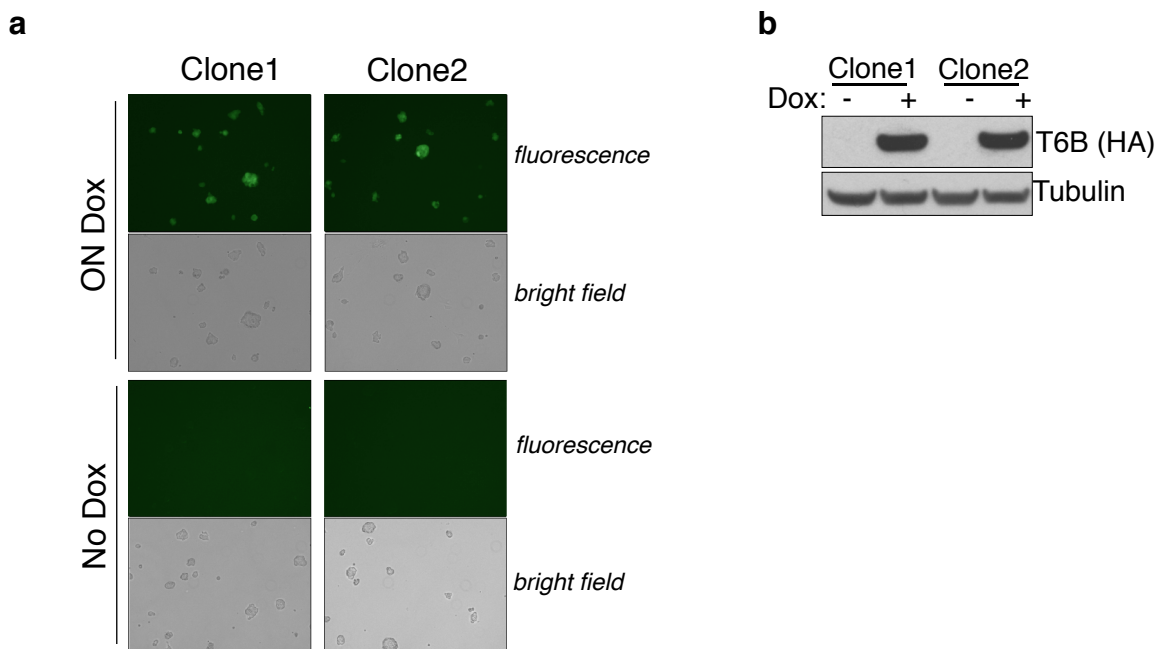 a
Clone1 Clone2
ON Dox
fluorescence
bright field
No Dox
fluorescence
bright field
b
Clone1 Clone2
Dox: - + - +
T6B (HA)
Tubulin